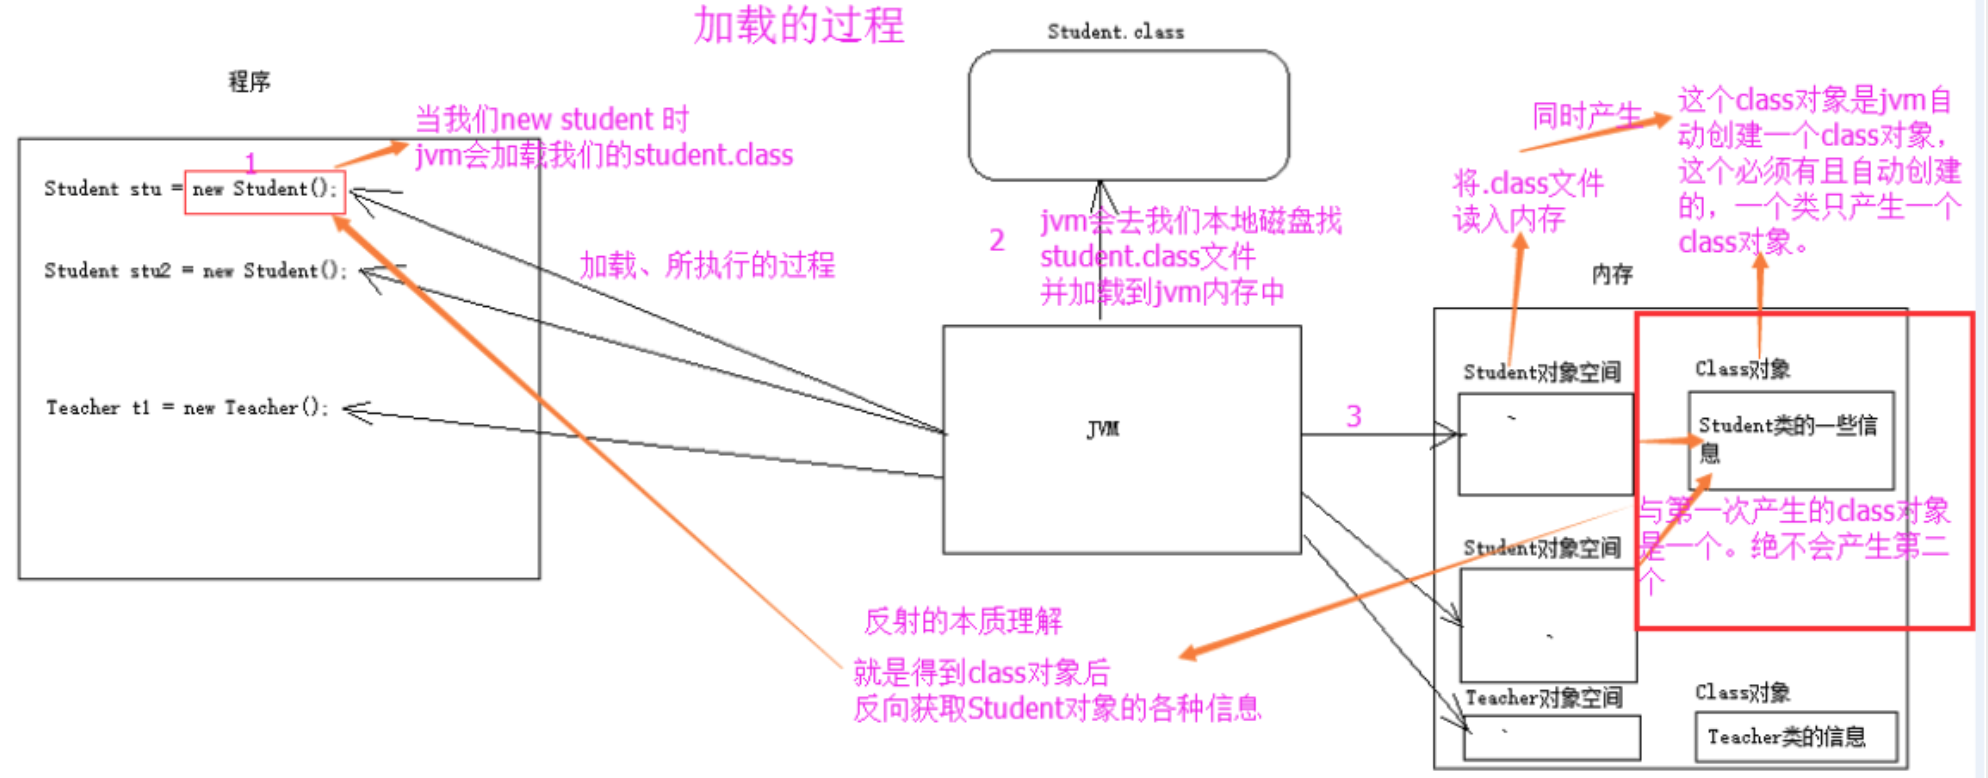 加载的过程
Student.class
程序
当我们new student 时
jvm会加载我们的student.class
1
Student stu = new Student();
Student stu2 = new Student();
Teacher t1 = new Teacher();
加载、所执行的过程
2
jvm会去我们本地磁盘找
student.class文件
并加载到jvm内存中
JVM
3
同时产生
将.class文件
读入内存
这个class对象是jvm自
动创建一个class对象，
这个必须有且自动创建
的，一个类只产生一个
class对象。
内存
Student对象空间
Class对象
Student类的一些信
息
与第一次产生的class对象
是一个。绝不会产生第二
个
Student对象空间
Teacher对象空间
Class对象
Teacher类的信息
反射的本质理解
就是得到class对象后
反向获取Student对象的各种信息